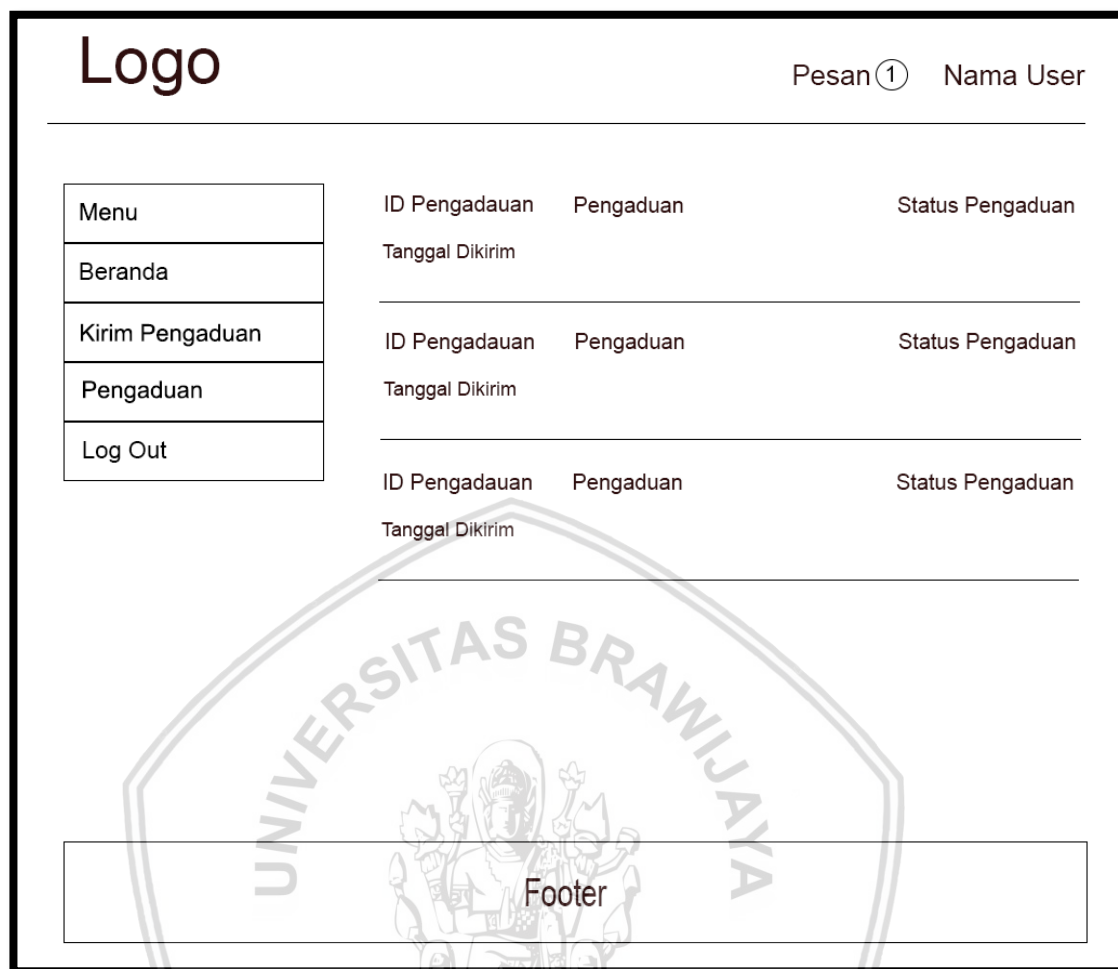 Logo
Pesan 1 Nama User
Menu
Beranda
Kirim Pengaduan
Pengaduan
Log Out
ID Pengadauan Pengaduan Status Pengaduan
Tanggal Dikirim
ID Pengadauan Pengaduan Status Pengaduan
Tanggal Dikirim
ID Pengadauan Pengaduan Status Pengaduan
Tanggal Dikirim
UNIVERSITAS BRAWIJAYA
Footer